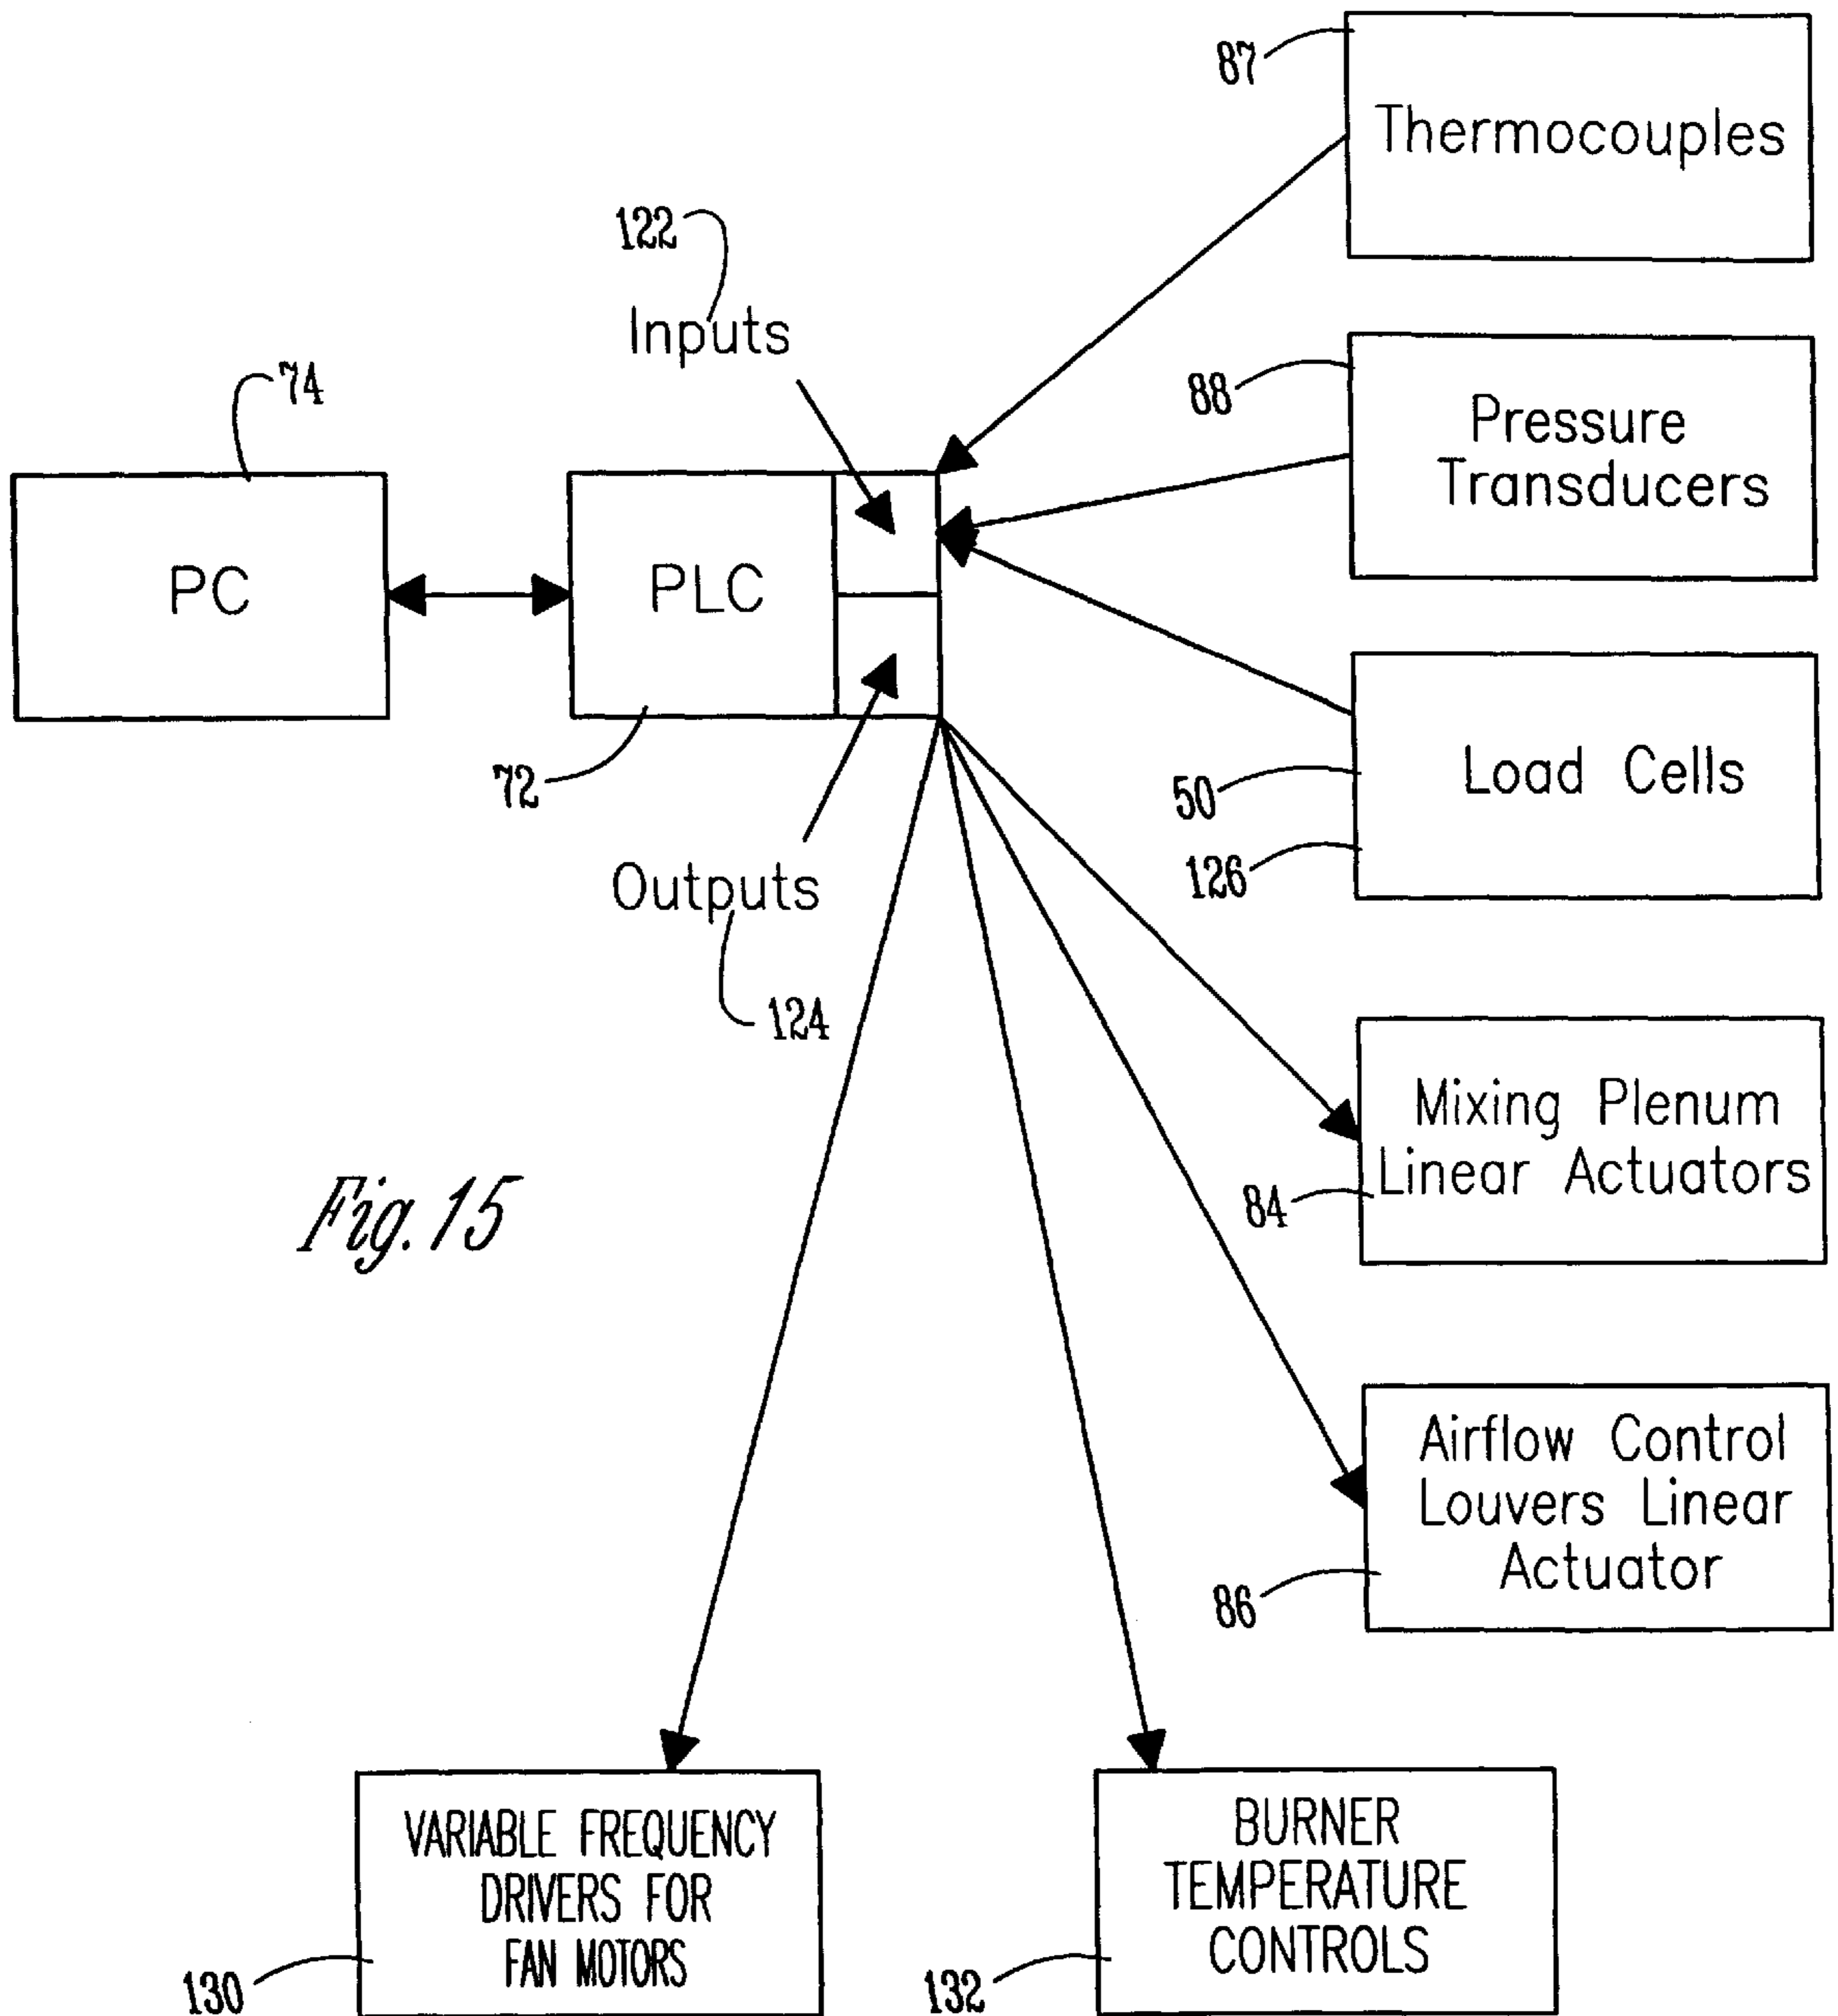 87
Thermocouples
122
Inputs
88
Pressure
Transducers
74
PC
PLC
72
50
126
Load Cells
Outputs
124
Mixing Plenum
Linear Actuators
84
Fig. 15
Airflow Control
Louvers Linear
Actuator
86
VARIABLE FREQUENCY
DRIVERS FOR
FAN MOTORS
130
BURNER
TEMPERATURE
CONTROLS
132